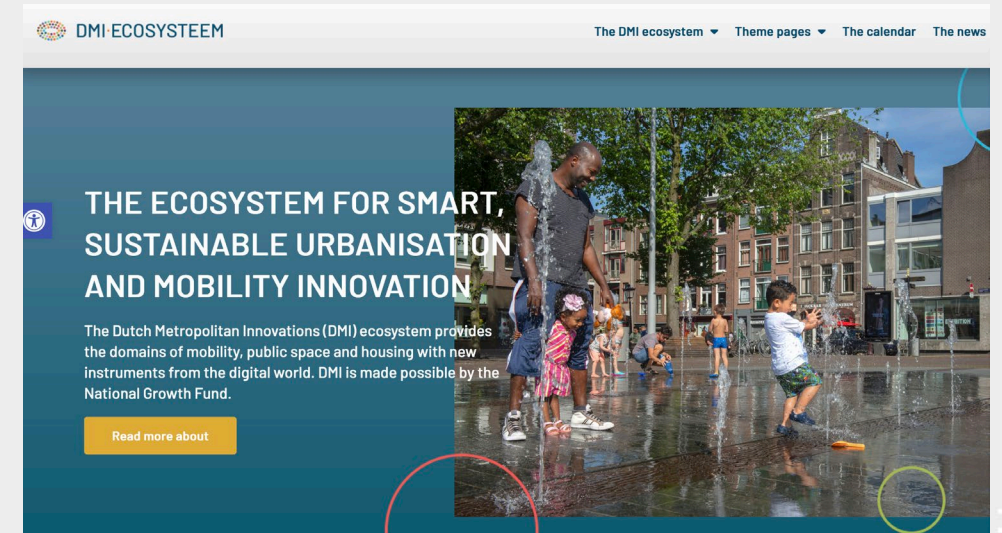 DMI·ECOSYSTEEM
The DMI ecosystem
Theme pages
The calendar
The news
THE ECOSYSTEM FOR SMART,
SUSTAINABLE URBANISATION
AND MOBILITY INNOVATION
The Dutch Metropolitan Innovations (DMI) ecosystem provides
the domains of mobility, public space and housing with new
instruments from the digital world. DMI is made possible by the
National Growth Fund.
Read more about